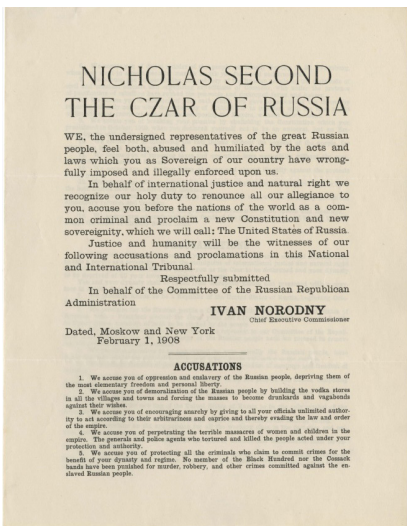 NICHOLAS SECOND
THE CZAR OF RUSSIA
WE, the undersigned representatives of the great Russian
people, feel both, abused and humiliated by the acts and
laws which you as Sovereign of our country have wrong-
fully imposed and illegally enforced upon us.
In behalf of international justice and natural right we
recognize our holy duty to renounce all our allegiance to
you, accuse you before the nations of the world as a com-
mon criminal and proclaim a new Constitution and new
sovereignity, which we will call: The United States of Russia.
Justice and humanity will be the witnesses of our
following accusations and proclamations in this National
and International Tribunal.
Respectfully submitted
In behalf of the Committee of the Russian Republican
Administration
IVAN NORODNY
Chief Executive Commissioner
Dated, Moskow and New York
February 1, 1908
ACCUSATIONS
1. We accuse you of oppression and enslavery of the Russian people, depriving them of
the most elementary freedom and personal liberty.
2. We accuse you of demoralization of the Russian people by building the vodka stores
in all the villages and towns and forcing the masses to become drunkards and vagabonds
against their wishes.
3. We accuse you of encouraging anarchy by giving to all your officials unlimited author-
ity to act according to their arbitrariness and caprice and thereby evading the law and order
of the empire.
4. We accuse you of perpetrating the terrible massacres of women and children in the
empire. The generals and police agents who tortured and killed the people acted under your
protection and authority.
5. We accuse you of protecting all the criminals who claim to commit crimes for the
benefit of your dynasty and regime. No member of the Black Hundred nor the Cossack
bands have been punished for murder, robbery, and other crimes committed against the en-
slaved Russian people.